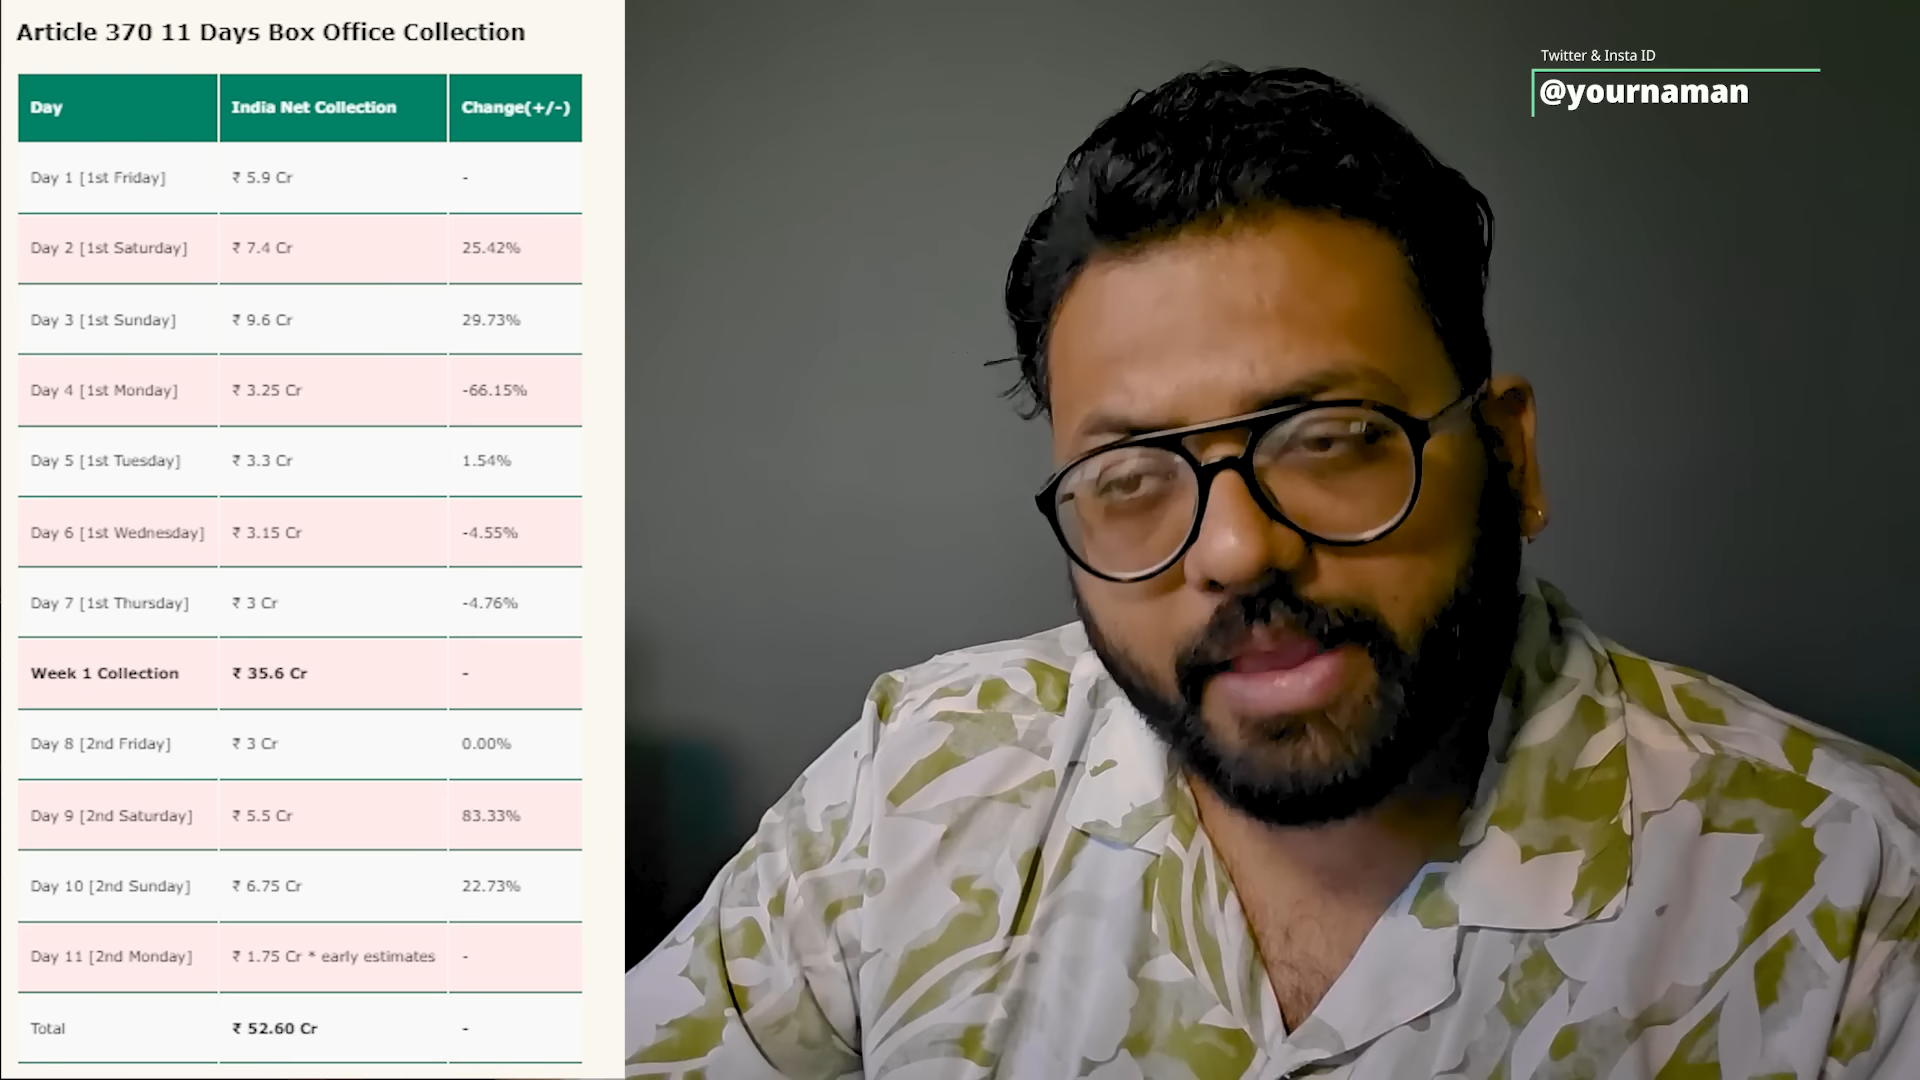 Article 370 11 Days Box Office Collection
Day India Net Collection Change(+/-)
Day 1 [1st Friday] ₹ 5.9 Cr -
Day 2 [1st Saturday] ₹ 7.4 Cr 25.42%
Day 3 [1st Sunday] ₹ 9.6 Cr 29.73%
Day 4 [1st Monday] ₹ 3.25 Cr -66.15%
Day 5 [1st Tuesday] ₹ 3.3 Cr 1.54%
Day 6 [1st Wednesday] ₹ 3.15 Cr -4.55%
Day 7 [1st Thursday] ₹ 3 Cr -4.76%
Week 1 Collection ₹ 35.6 Cr -
Day 8 [2nd Friday] ₹ 3 Cr 0.00%
Day 9 [2nd Saturday] ₹ 5.5 Cr 83.33%
Day 10 [2nd Sunday] ₹ 6.75 Cr 22.73%
Day 11 [2nd Monday] ₹ 1.75 Cr * early estimates -
Total ₹ 52.60 Cr -
Twitter & Insta ID
@yournaman